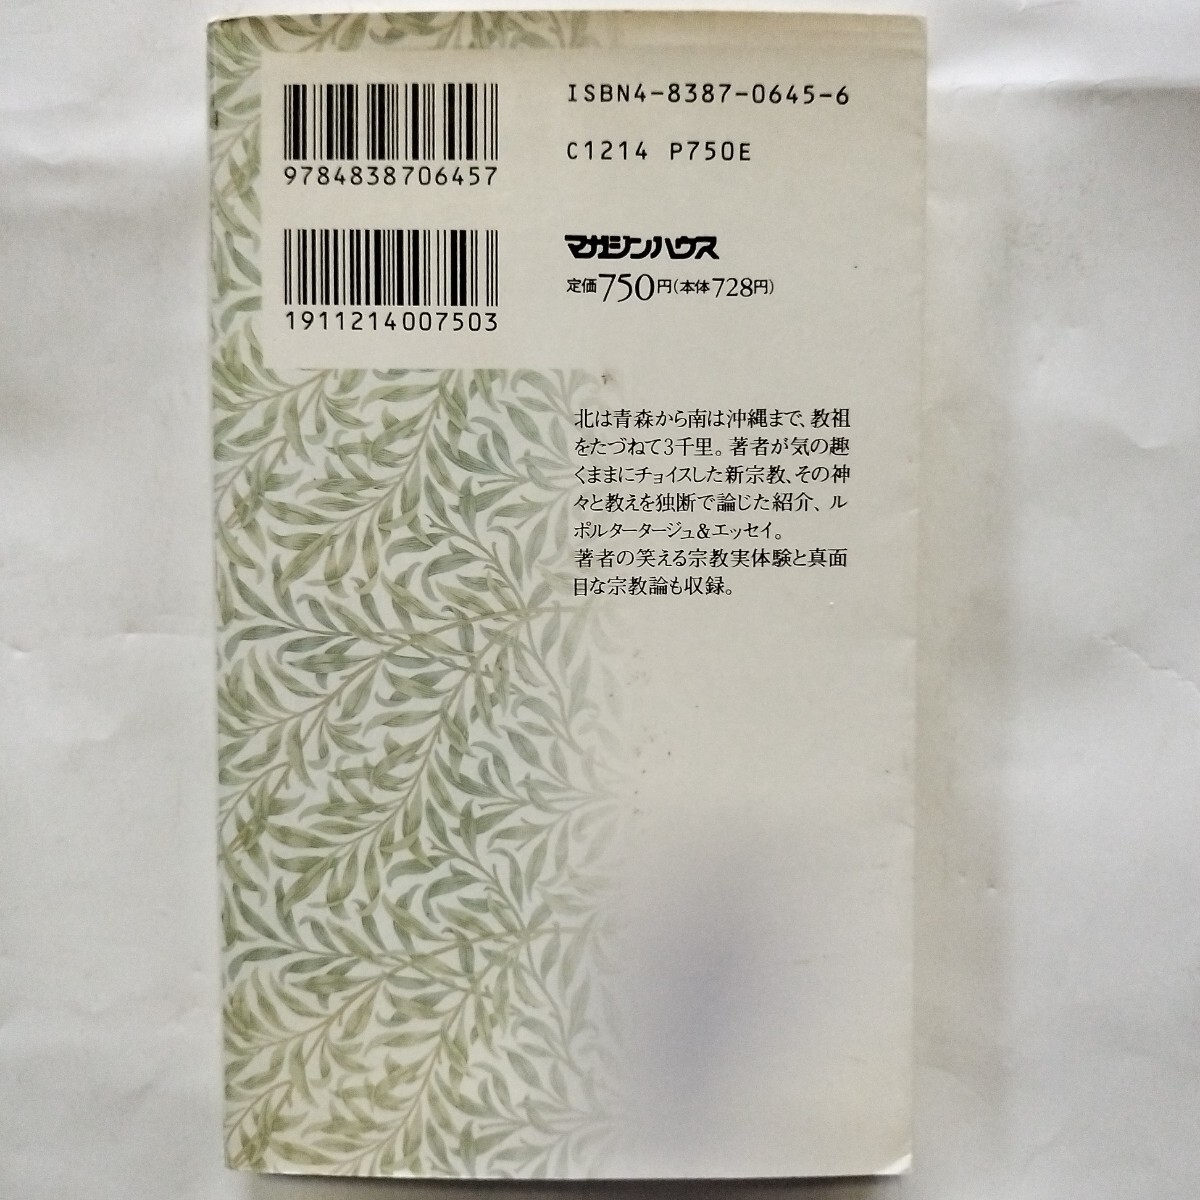 ISBN4-8387-0645-6
C1214 P750E
9784838706457
マガジンハウス
定価750円(本体728円)
1911214007503
北は青森から南は沖縄まで、教祖
をたづねて3千里。著者が気の趣
くままにチョイスした新宗教、その神
々と教えを独断で論じた紹介、ル
ポルタータージュ&エッセイ。
著者の笑える宗教実体験と真面
目な宗教論も収録。